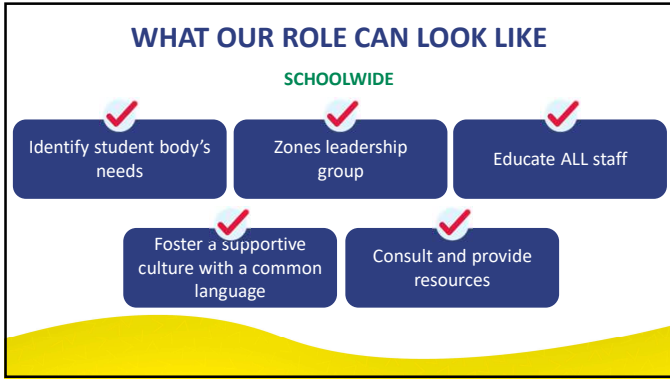 WHAT OUR ROLE CAN LOOK LIKE
SCHOOLWIDE
Identify student body's
needs
Zones leadership
group
Educate ALL staff
Foster a supportive
culture with a common
language
Consult and provide
resources